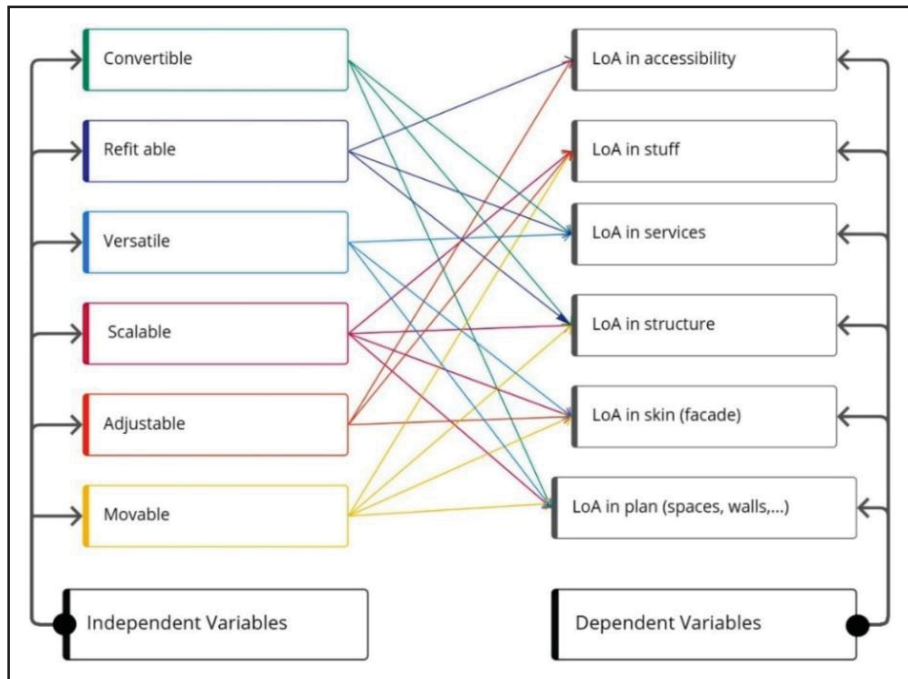 Convertible
Refit able
Versatile
Scalable
Adjustable
Movable
Independent Variables
LoA in accessibility
LoA in stuff
LoA in services
LoA in structure
LoA in skin (facade)
LoA in plan (spaces, walls,...)
Dependent Variables